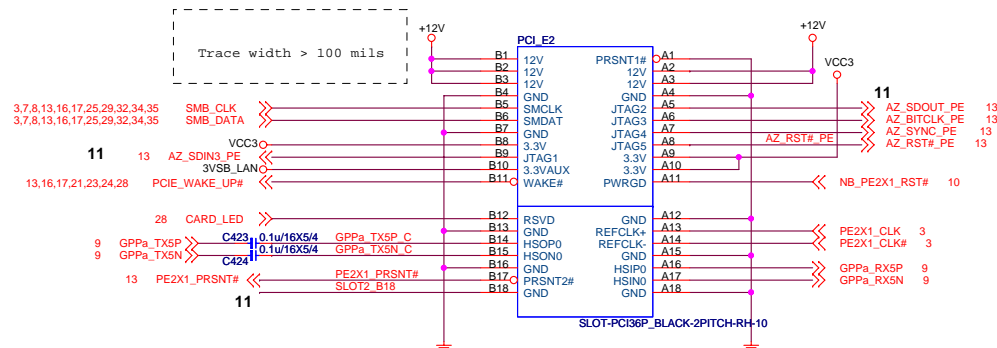 +12V
+12V
Trace width > 100 mils
PCI_E2
VCC3
B1 12V PRSNT1# A1
B2 12V 12V A2
B3 12V 12V A3
B4 GND GND A4
11
3,7,8,13,16,17,25,29,32,34,35 SMB_CLK B5 SMCLK JTAG2 A5 AZ_SDOUT_PE 13
3,7,8,13,16,17,25,29,32,34,35 SMB_DATA B6 SMDAT JTAG3 A6 AZ_BITCLK_PE 13
B7 GND JTAG4 A7 AZ_SYNC_PE 13
VCC3 B8 3.3V JTAG5 A8 AZ_RST#_PE AZ_RST#_PE 13
11 13 AZ_SDIN3_PE B9 JTAG1 3.3V A9
3VSB_LAN B10 3.3VAUX 3.3V A10
13,16,17,21,23,24,28 PCIE_WAKE_UP# B11 WAKE# PWRGD A11 NB_PE2X1_RST# 10
28 CARD_LED B12 RSVD GND A12
C423 0.1u/16X5/4 B13 GND REFCLK+ A13 PE2X1_CLK 3
9 GPPa_TX5P GPPa_TX5P_C B14 HSOP0 REFCLK- A14 PE2X1_CLK# 3
9 GPPa_TX5N 0.1u/16X5/4 GPPa_TX5N_C B15 HSON0 GND A15
C424 B16 GND HSIP0 A16 GPPa_RX5P 9
13 PE2X1_PRSNT# PE2X1_PRSNT# B17 PRSNT2# HSIN0 A17 GPPa_RX5N 9
SLOT2_B18 B18 GND GND A18
11
SLOT-PCI36P_BLACK-2PITCH-RH-10